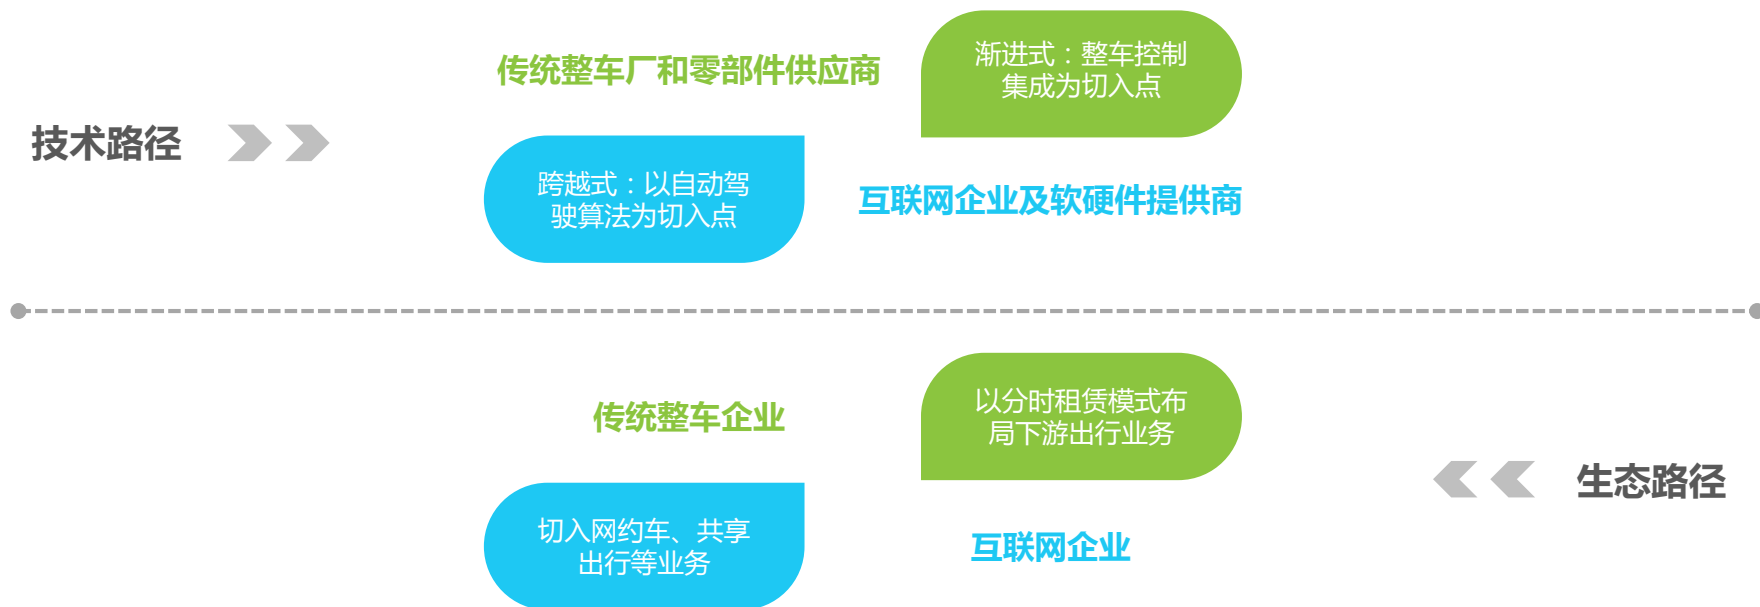 技术路径
传统整车厂和零部件供应商
渐进式：整车控制
集成为切入点
跨越式：以自动驾
驶算法为切入点
互联网企业及软硬件提供商
传统整车企业
以分时租赁模式布
局下游出行业务
生态路径
切入网约车、共享
出行等业务
互联网企业